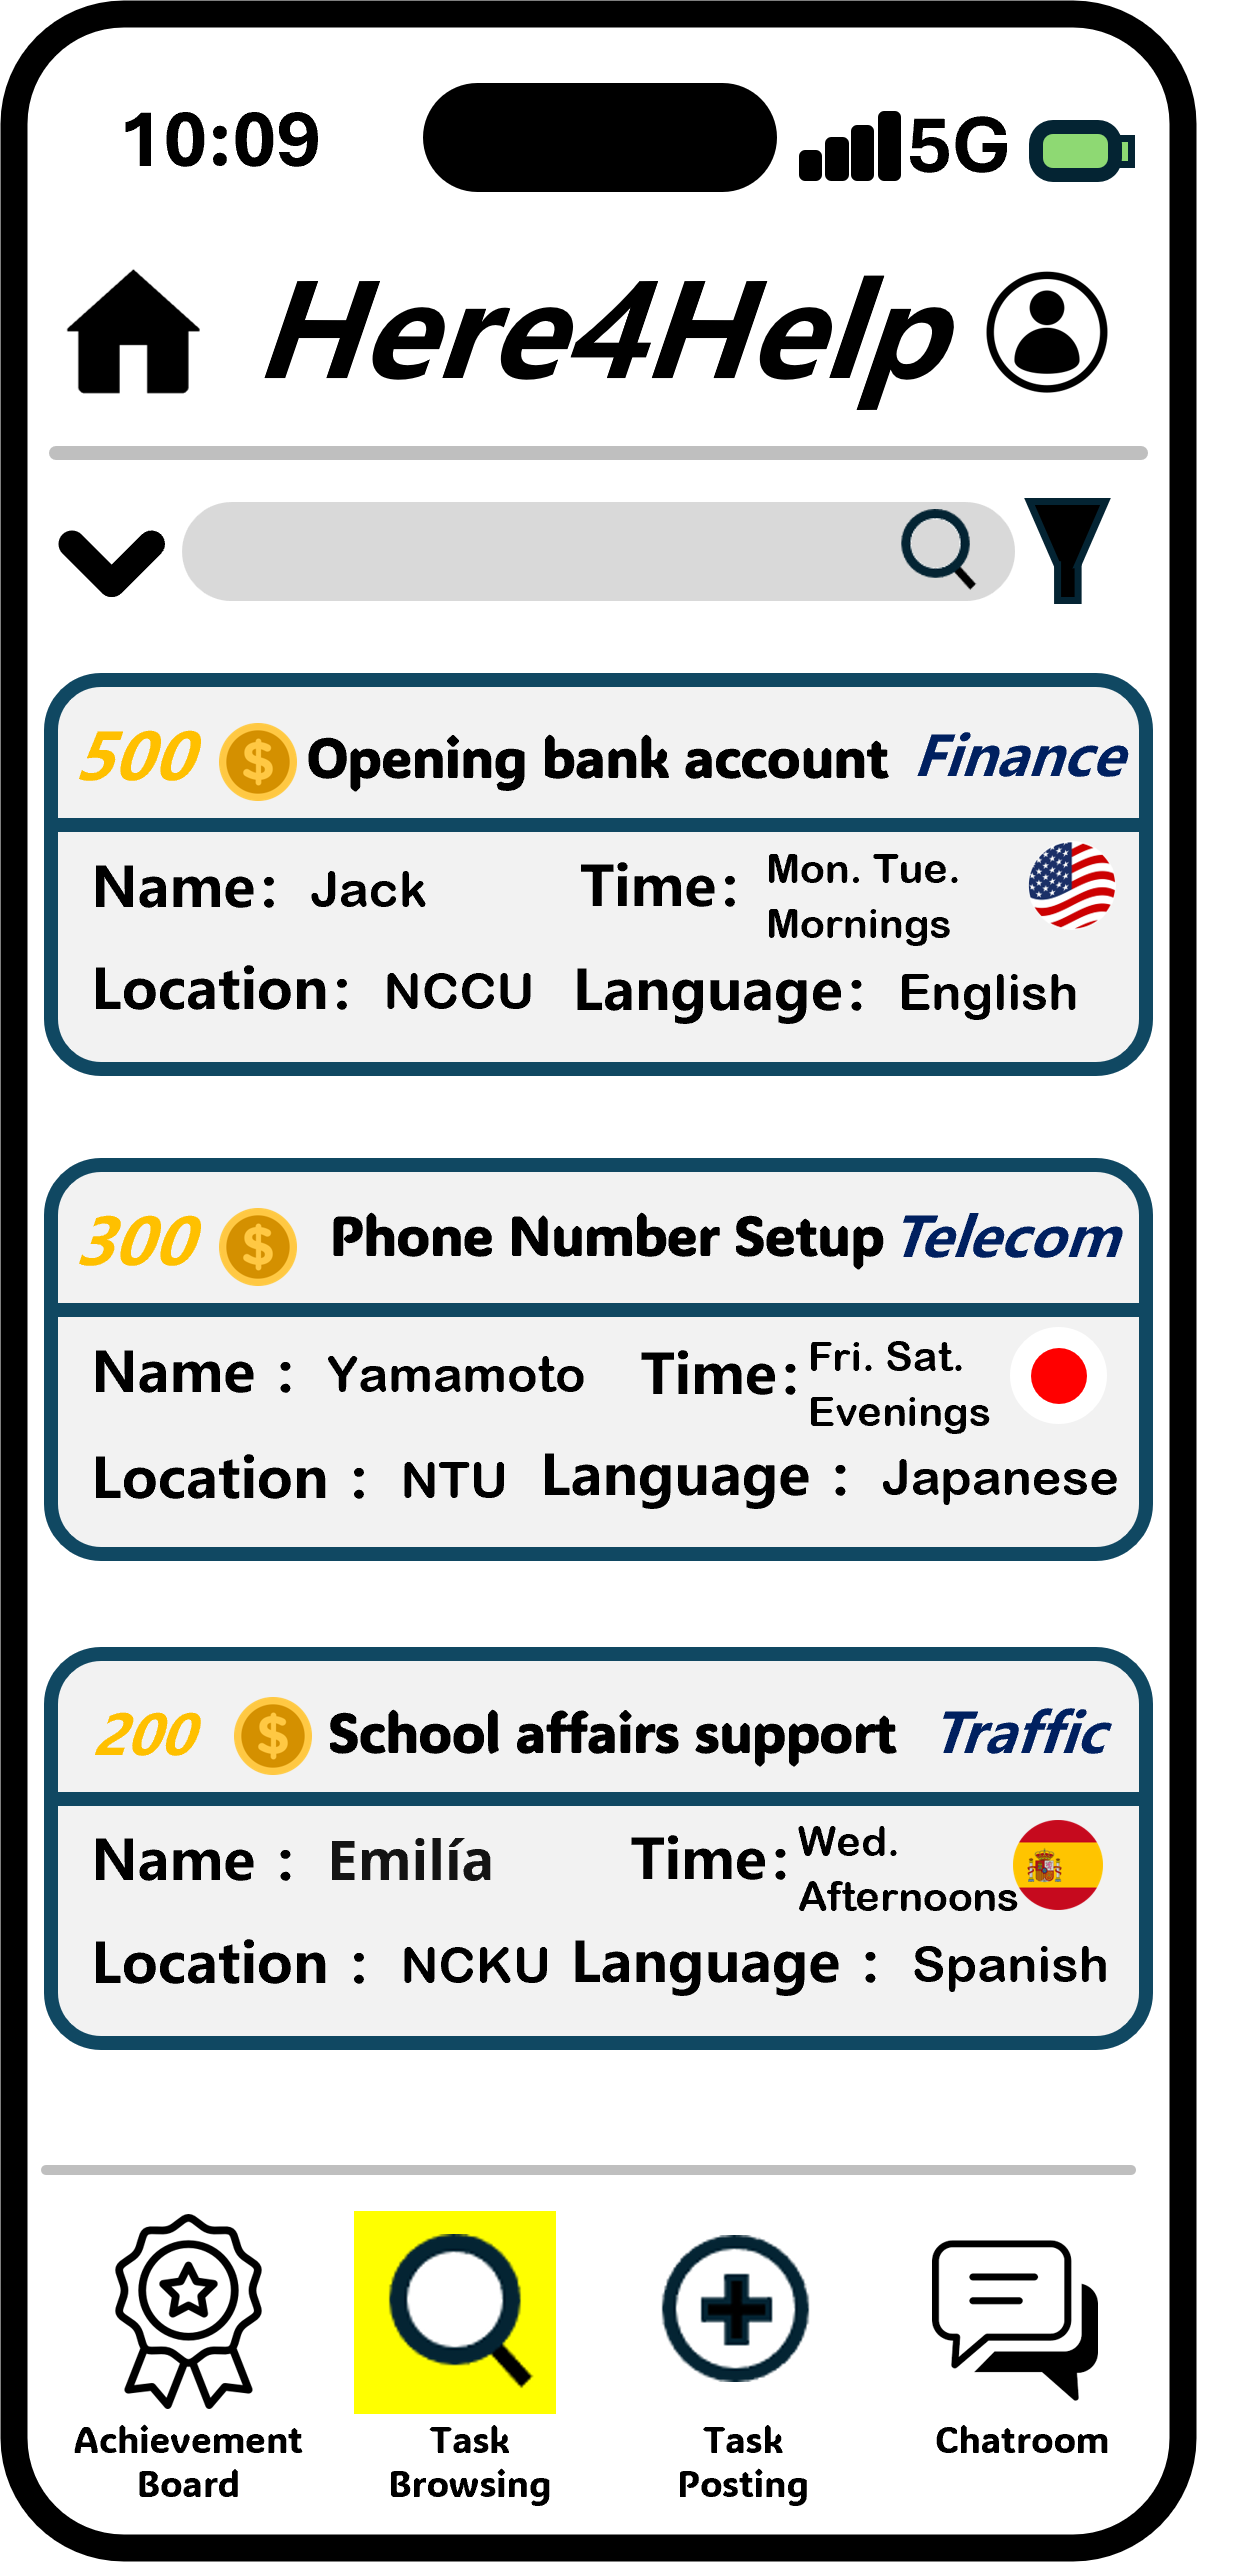 10:09 5G
Here4Help
500 $ Opening bank account Finance
Name: Jack Time: Mon. Tue.
Mornings
Location: NCCU Language: English
300 $ Phone Number Setup Telecom
Name : Yamamoto Time: Fri. Sat.
Evenings
Location : NTU Language : Japanese
200 $ School affairs support Traffic
Name : Emilía Time: Wed.
Afternoons
Location : NCKU Language : Spanish
Achievement Board
Task Browsing
Task Posting
Chatroom